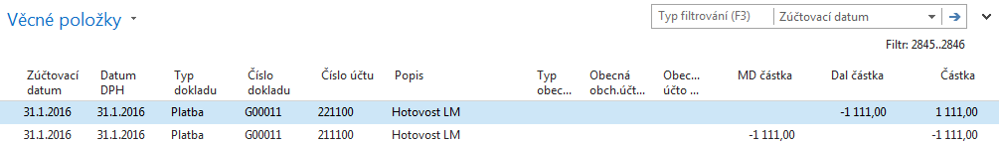 Věcné položky
Typ filtrování (F3) Zúčtovací datum
Filtr: 2845..2846
Zúčtovací datum Datum DPH Typ dokladu Číslo dokladu Číslo účtu Popis Typ obec... Obecná obch.účt... Obec... účto ... MD částka Dal částka Částka
31.1.2016 31.1.2016 Platba G00011 221100 Hotovost LM -1 111,00 1 111,00
31.1.2016 31.1.2016 Platba G00011 211100 Hotovost LM -1 111,00 -1 111,00